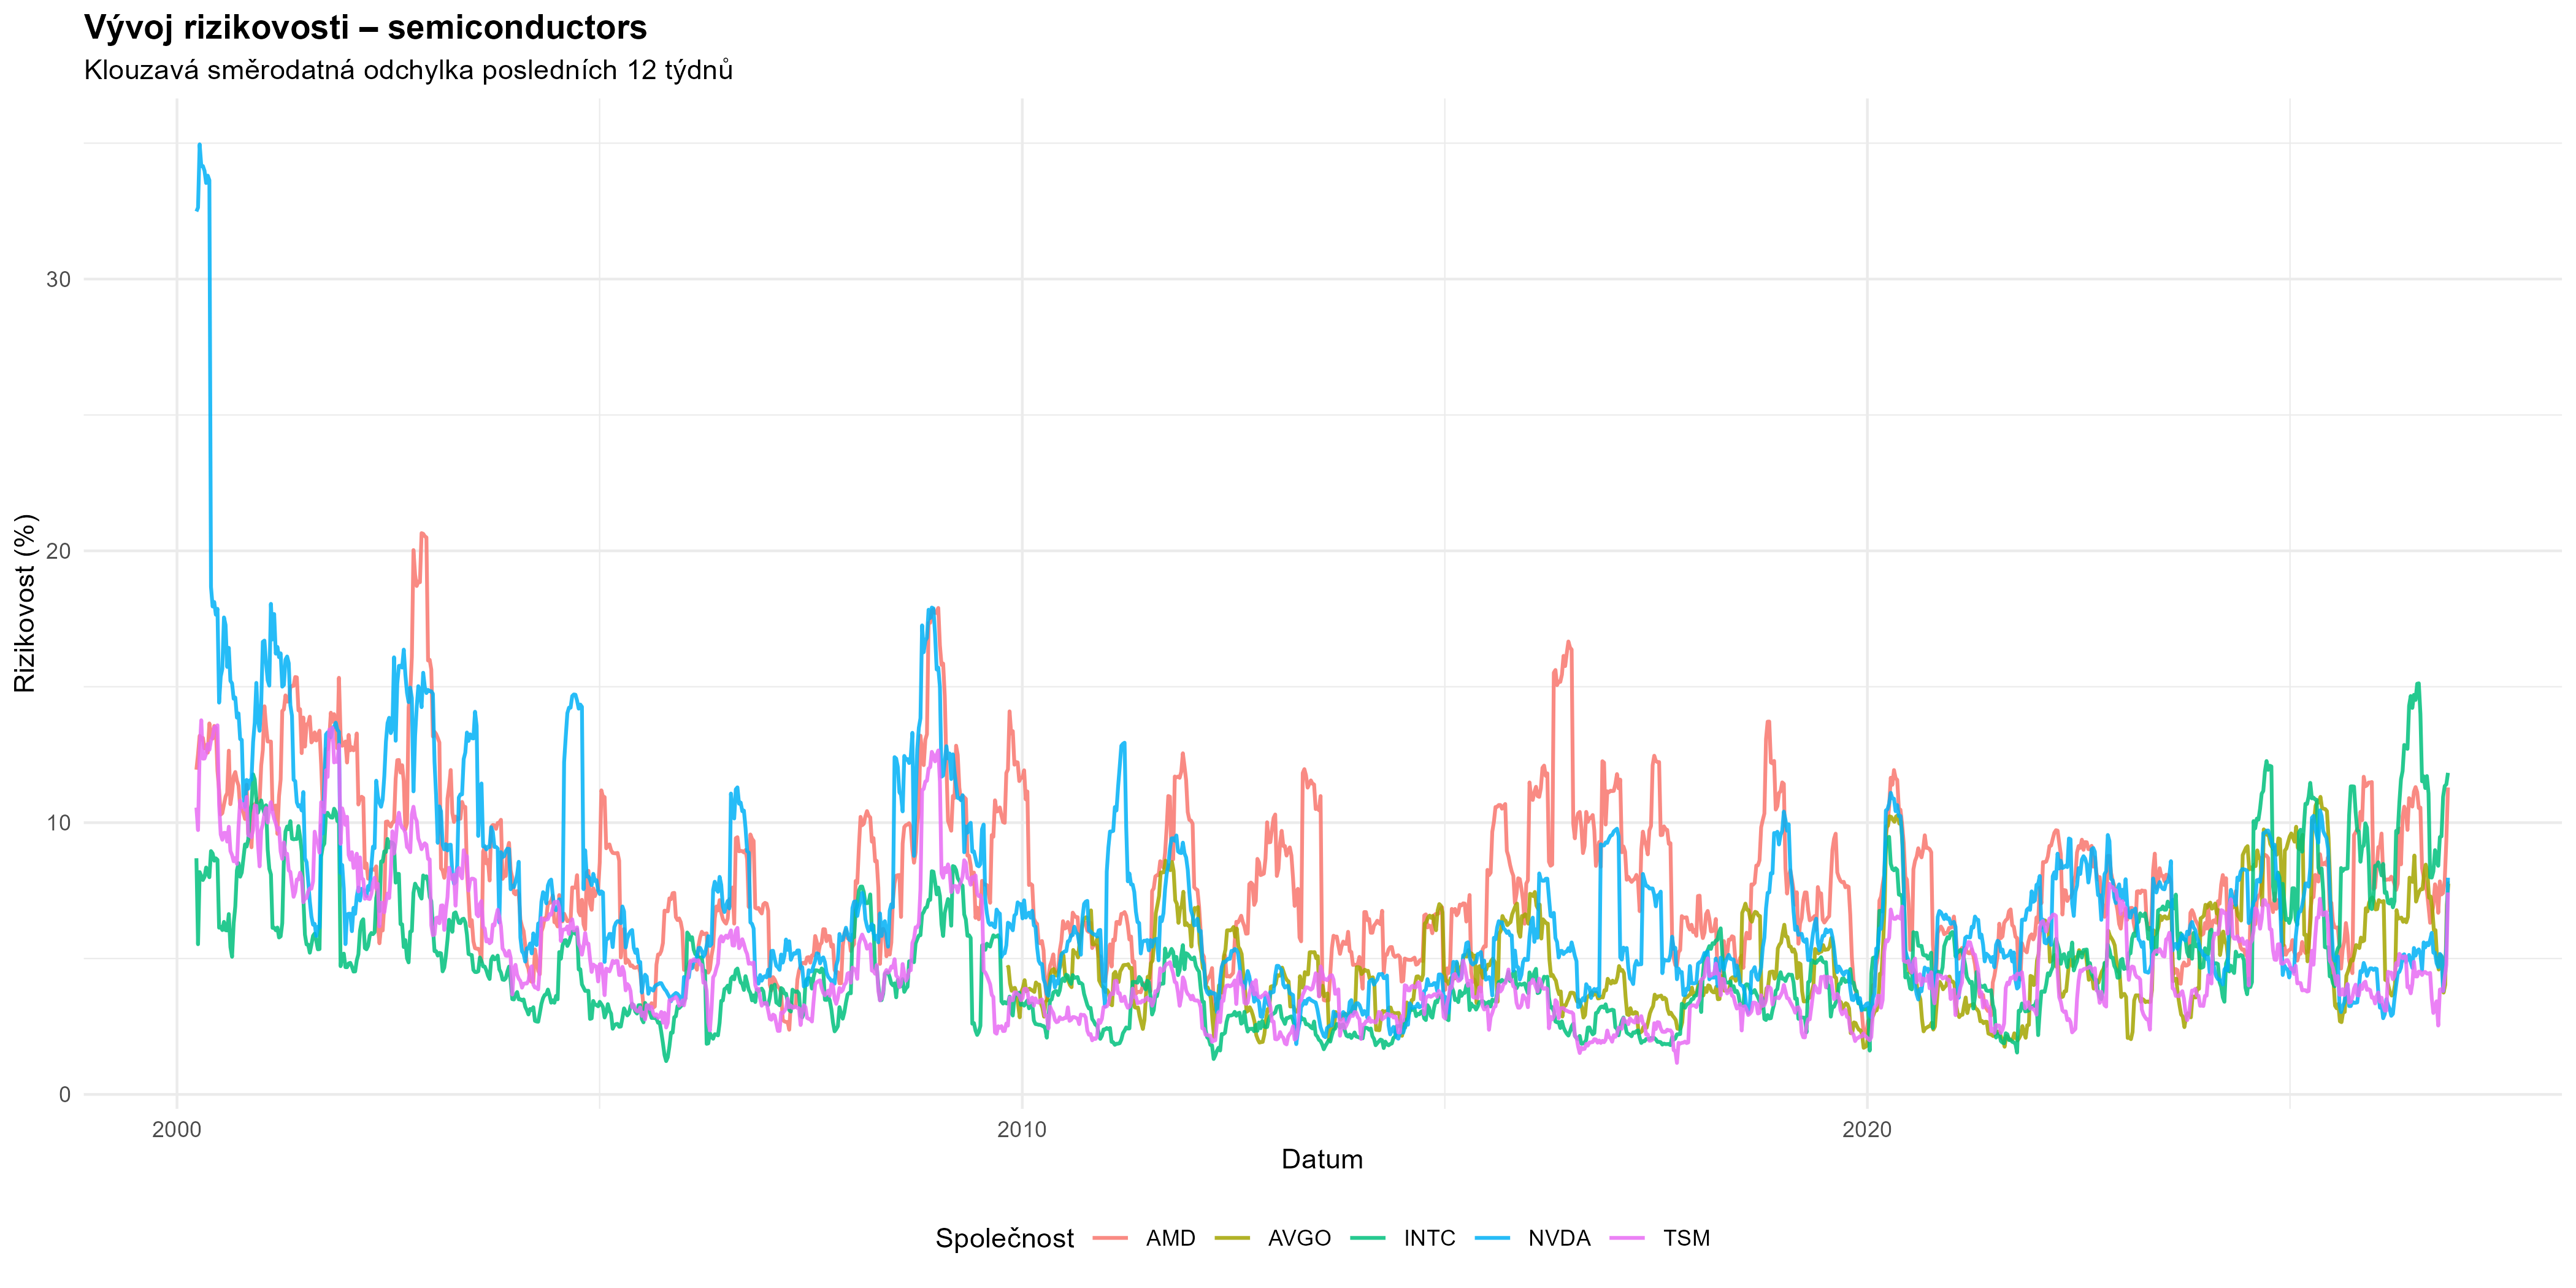 Vývoj rizikovosti – semiconductors
Klouzavá směrodatná odchylka posledních 12 týdnů
Rizikovost (%)
30
20
10
0
2000 2010 2020
Datum
Společnost AMD AVGO INTC NVDA TSM